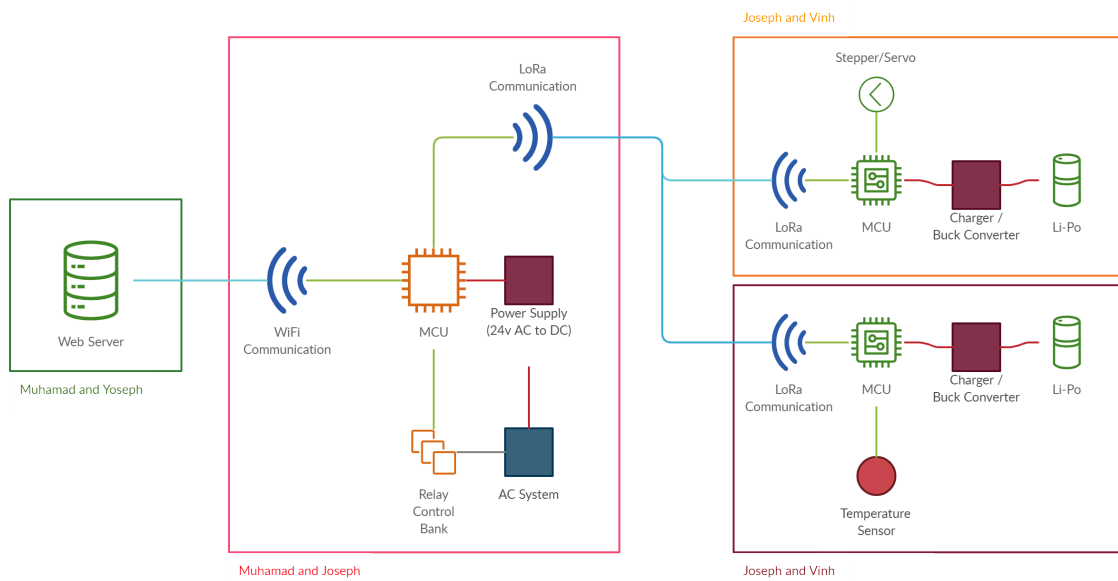 Joseph and Vinh
Stepper/Servo
LoRa
Communication
LoRa
Communication
MCU
Charger /
Buck Converter
Li-Po
Web Server
Muhamad and Yoseph
WiFi
Communication
MCU
Power Supply
(24v AC to DC)
Relay
Control
Bank
AC System
Muhamad and Joseph
LoRa
Communication
MCU
Charger /
Buck Converter
Li-Po
Temperature
Sensor
Joseph and Vinh